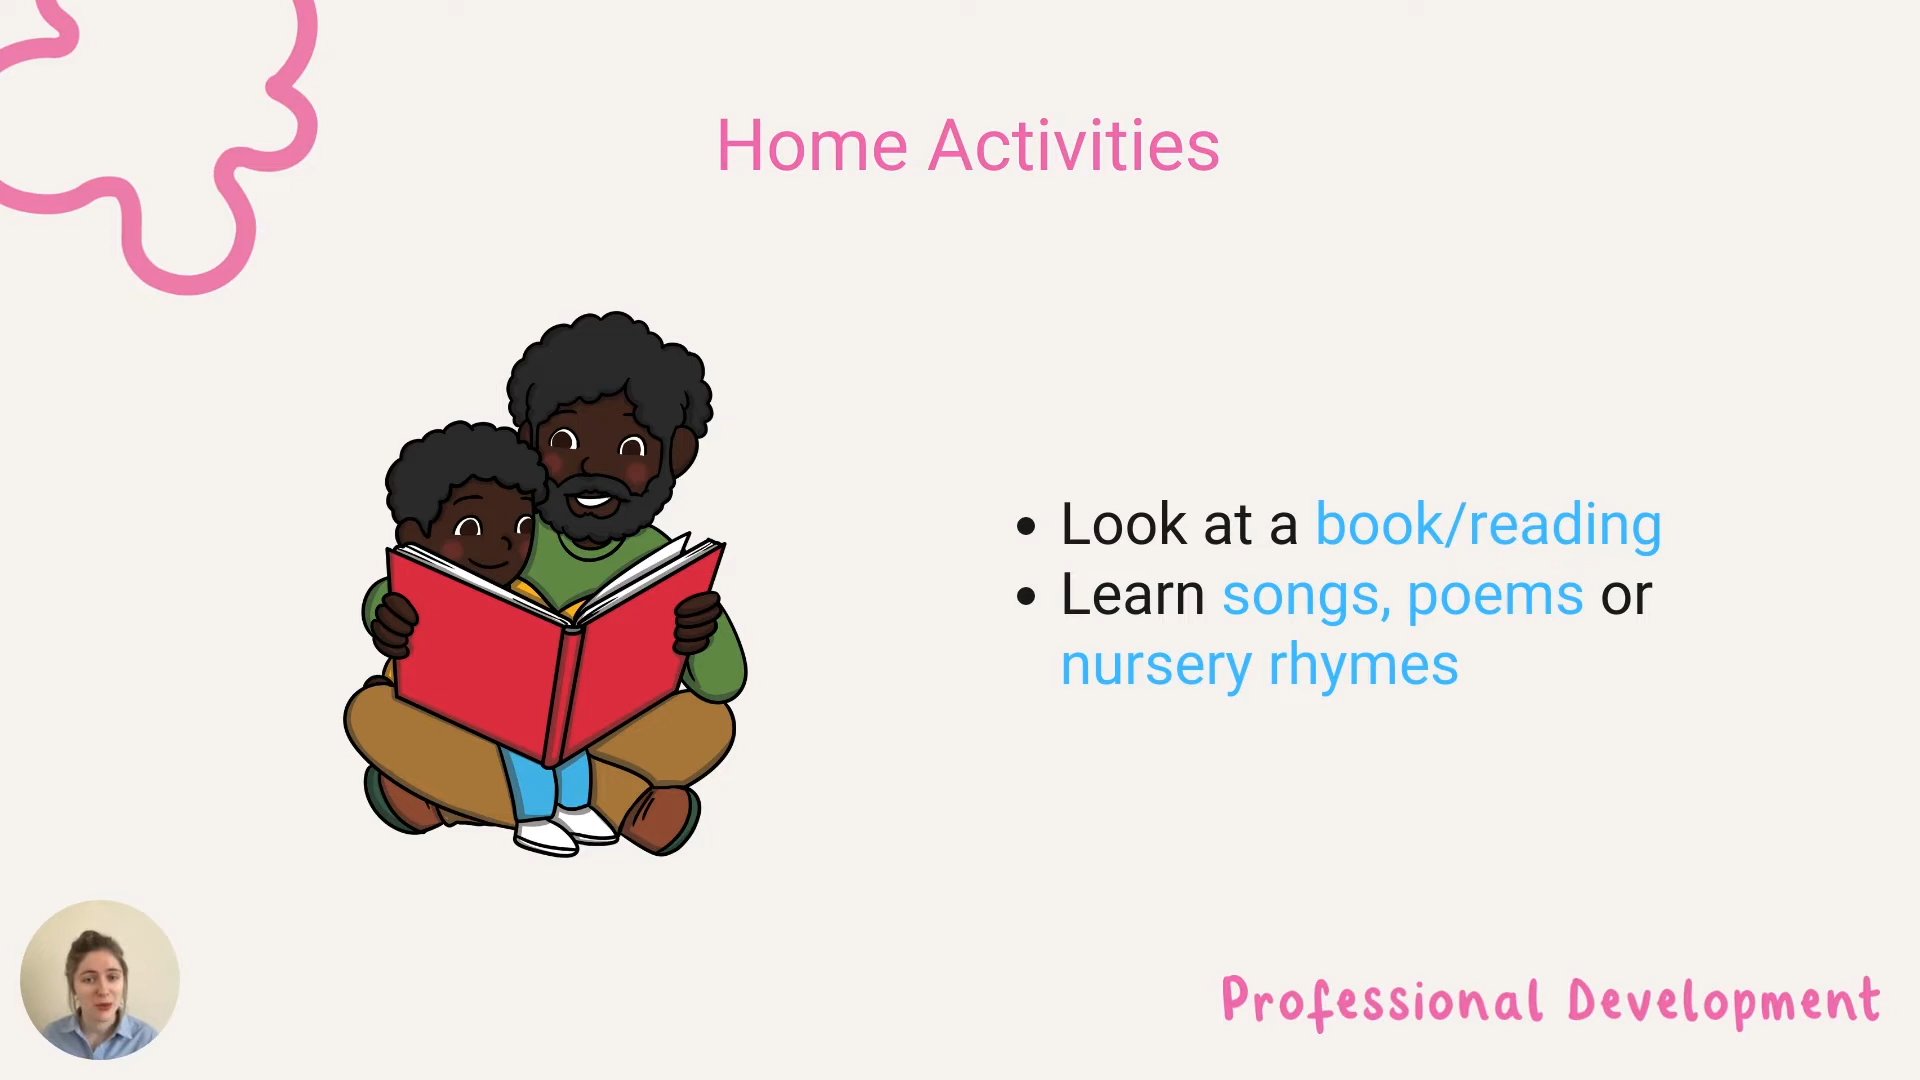 Home Activities
Look at a book/reading
Learn songs, poems or
nursery rhymes
Professional Development